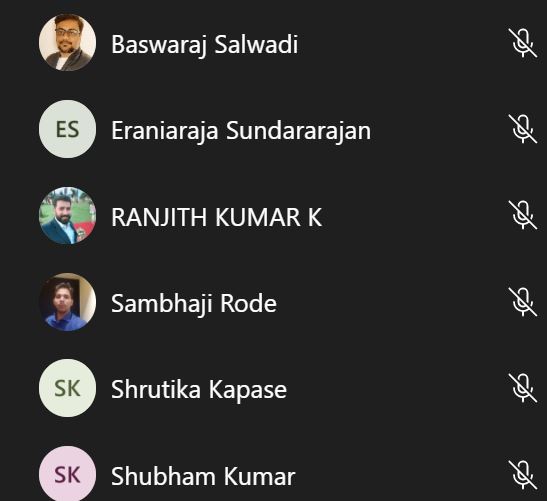 Baswaraj Salwadi
ES Eraniaraja Sundararajan
RANJITH KUMAR K
Sambhaji Rode
SK Shrutika Kapase
SK Shubham Kumar